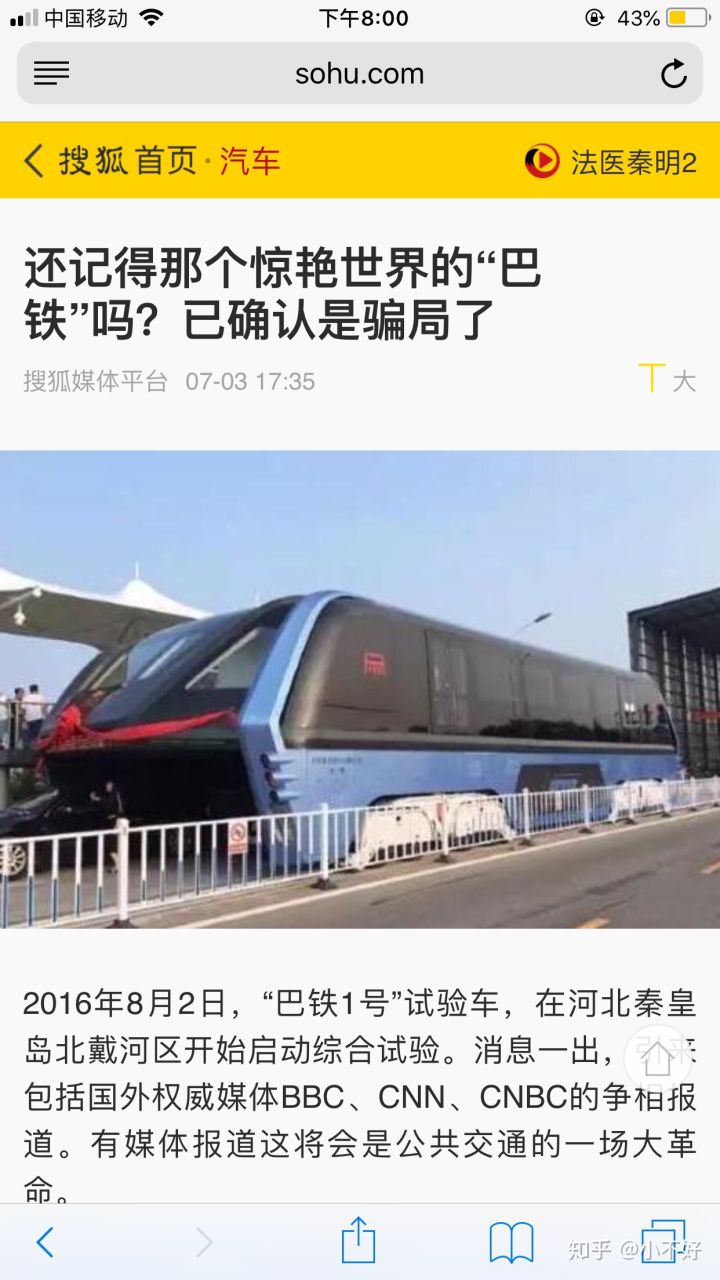 中国移动 下午8:00 43%
sohu.com
搜狐 首页·汽车 法医秦明2
还记得那个惊艳世界的“巴
铁”吗？已确认是骗局了
搜狐媒体平台 07-03 17:35 T大
2016年8月2日，“巴铁1号”试验车，在河北秦皇
岛北戴河区开始启动综合试验。消息一出，引来
包括国外权威媒体BBC、CNN、CNBC的争相报
道。有媒体报道这将会是公共交通的一场大革
命。
知乎 @小不好